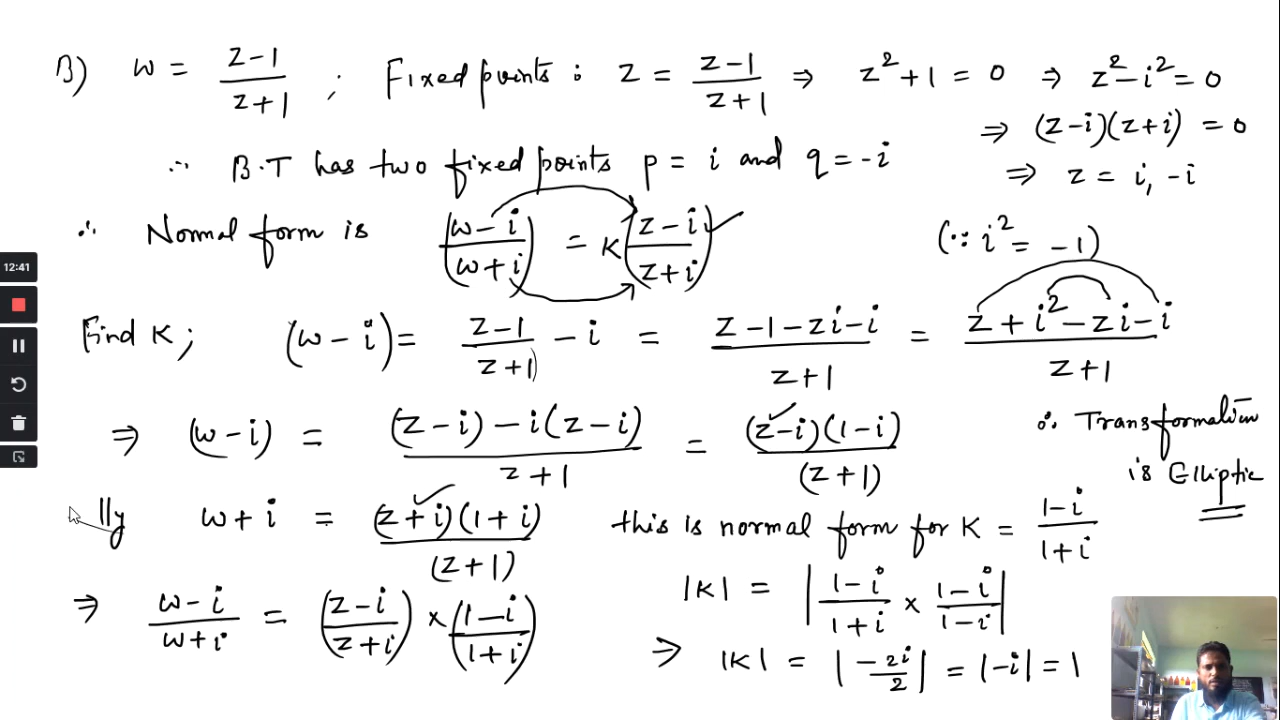 B) w = (z-1)/(z+1) ; Fixed points : z = (z-1)/(z+1) ⇒ z² + 1 = 0 ⇒ z² - i² = 0
⇒ (z-i)(z+i) = 0
∴ B.T has two fixed points p = i and q = -i
⇒ z = i, -i
∴ Normal form is ((w-i)/(w+i)) = K((z-i)/(z+i)) ✓
(∵ i² = -1)
12:41
Find K; (w-i) = (z-1)/(z+1) - i = (z-1-zi-i)/(z+1) = (z+i²-zi-i)/(z+1)
⇒ (w-i) = ((z-i)-i(z-i))/(z+1) = ((z-i)(1-i))/(z+1)
∴ Transformation
is Elliptic
lly w+i = ((z+i)(1+i))/(z+1)
this is normal form for K = (1-i)/(1+i)
⇒ (w-i)/(w+i) = ((z-i)/(z+i)) × ((1-i)/(1+i))
|K| = |(1-i)/(1+i) × (1-i)/(1-i)|
⇒ |K| = |-2i/2| = |-i| = 1